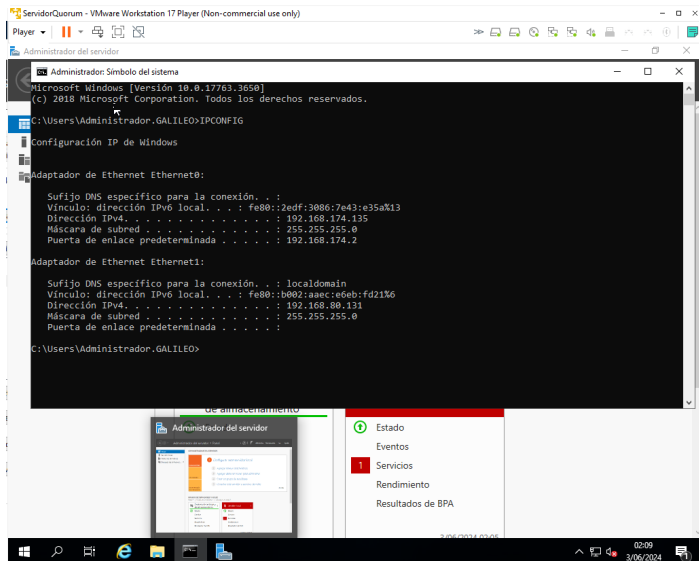 ServidorQuorum - VMware Workstation 17 Player (Non-commercial use only)
Player
Administrador del servidor
Administrador: Símbolo del sistema
Microsoft Windows [Versión 10.0.17763.3650]
(c) 2018 Microsoft Corporation. Todos los derechos reservados.
C:\Users\Administrador.GALILEO>IPCONFIG
Configuración IP de Windows
Adaptador de Ethernet Ethernet0:
Sufijo DNS específico para la conexión. . :
Vínculo: dirección IPv6 local. . . : fe80::2edf:3086:7e43:e35a%13
Dirección IPv4. . . . . . . . . . . . . . : 192.168.174.135
Máscara de subred . . . . . . . . . . . . : 255.255.255.0
Puerta de enlace predeterminada . . . . . : 192.168.174.2
Adaptador de Ethernet Ethernet1:
Sufijo DNS específico para la conexión. . : localdomain
Vínculo: dirección IPv6 local. . . : fe80::b002:aaec:e6eb:fd21%6
Dirección IPv4. . . . . . . . . . . . . . : 192.168.80.131
Máscara de subred . . . . . . . . . . . . : 255.255.255.0
Puerta de enlace predeterminada . . . . . :
C:\Users\Administrador.GALILEO>
de almacenamiento
Administrador del servidor
Estado
Eventos
1 Servicios
Rendimiento
Resultados de BPA
3/06/2024 02:05
02:09
3/06/2024